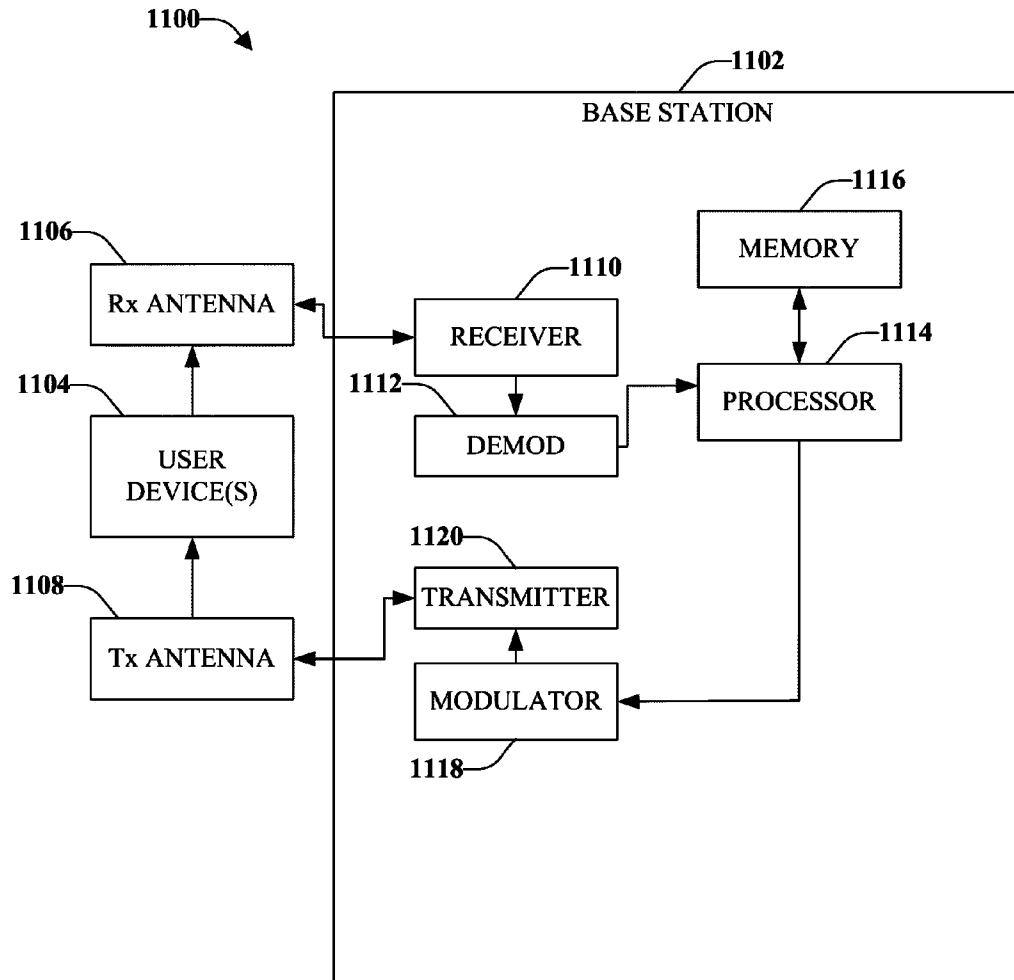 1100
1102
BASE STATION
1116
MEMORY
1106
Rx ANTENNA
1110
RECEIVER
1114
PROCESSOR
1104
USER
DEVICE(S)
1112
DEMOD
1120
TRANSMITTER
1108
Tx ANTENNA
MODULATOR
1118